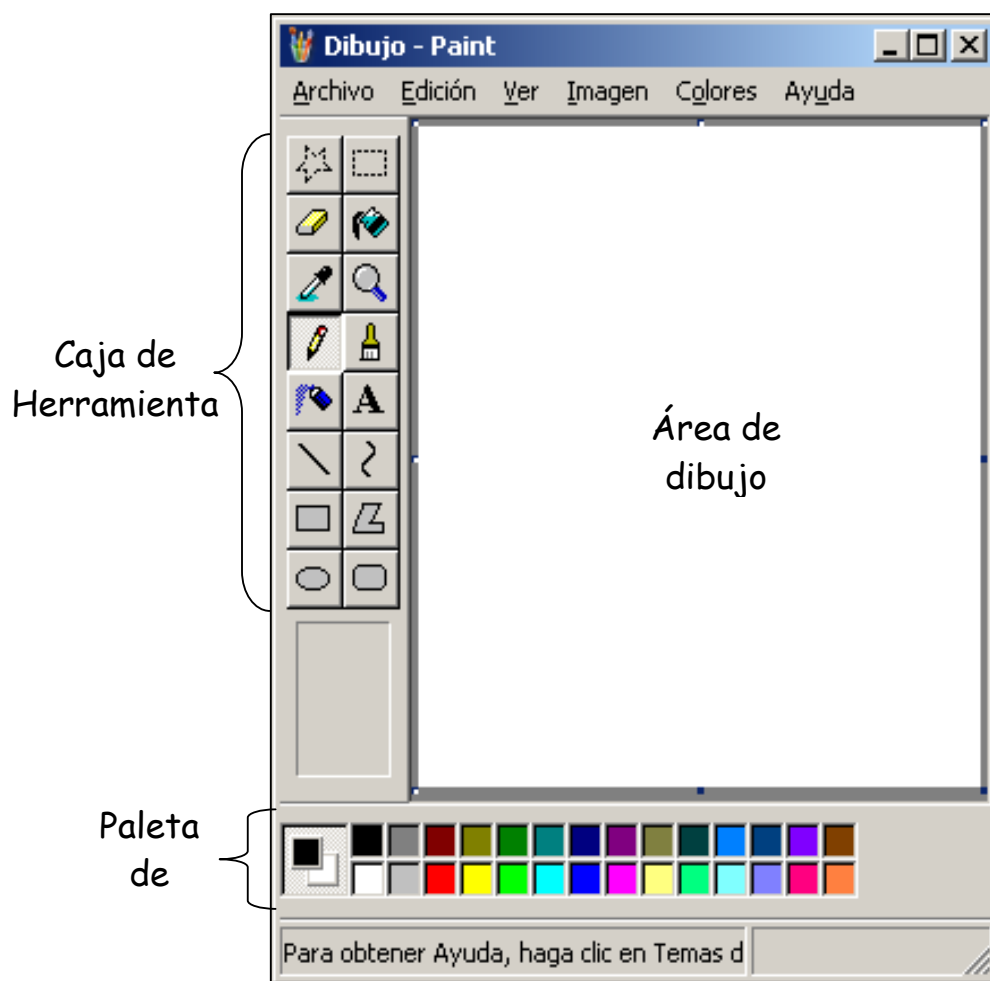 Dibujo - Paint
Archivo Edición Ver Imagen Colores Ayuda
Caja de
Herramienta
A
Área de
dibujo
Paleta
de
Para obtener Ayuda, haga clic en Temas d